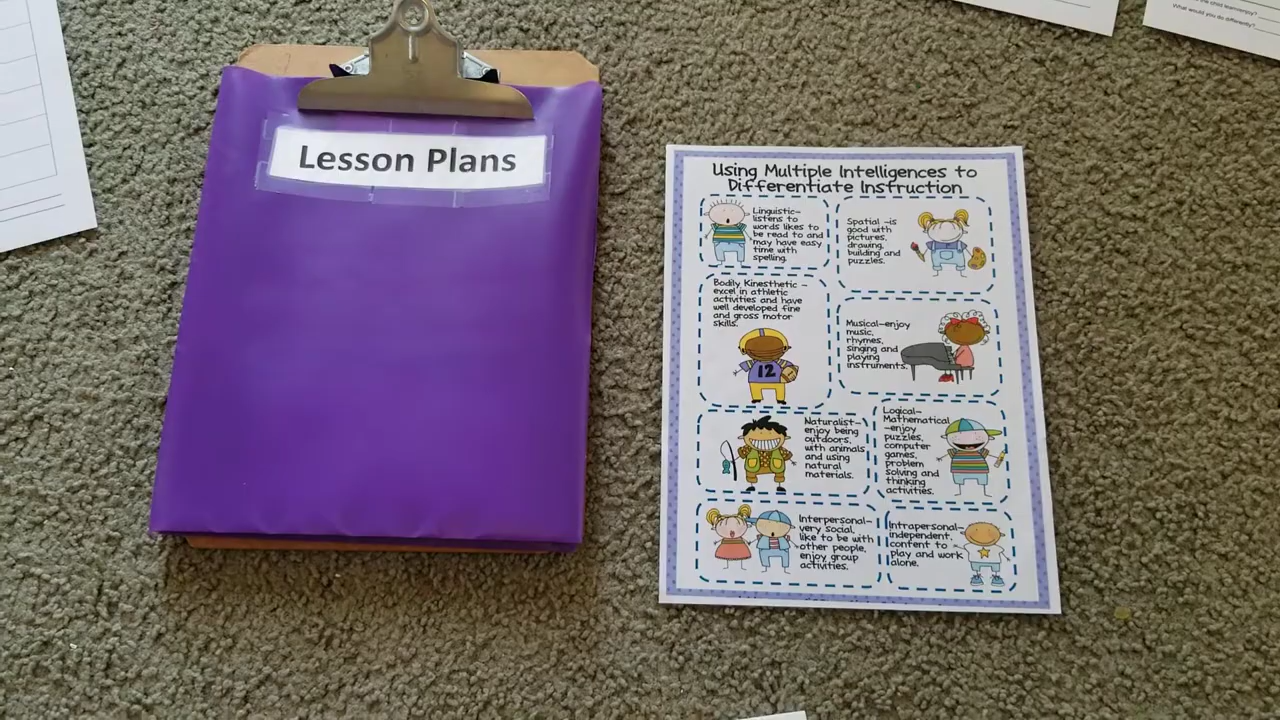 the child learn/enjoy?
What would you do differently?
Lesson Plans
Using Multiple Intelligences to
Differentiate Instruction
Linguistic-
listens to
words likes to
be read to and
may have easy
time with
spelling.
Spatial -is
good with
pictures,
drawing,
building and
puzzles.
Bodily Kinesthetic -
excel in athletic
activities and have
well developed fine
and gross motor
skills.
12
Musical-enjoy
music,
rhymes,
singing and
playing
instruments.
Naturalist-
enjoy being
outdoors,
with animals
and using
natural
materials.
Logical-
Mathematical
-enjoy
puzzles,
computer
games,
problem
solving and
thinking
activities.
Interpersonal-
very social,
like to be with
other people,
enjoy group
activities.
Intrapersonal-
independent,
content to
play and work
alone.